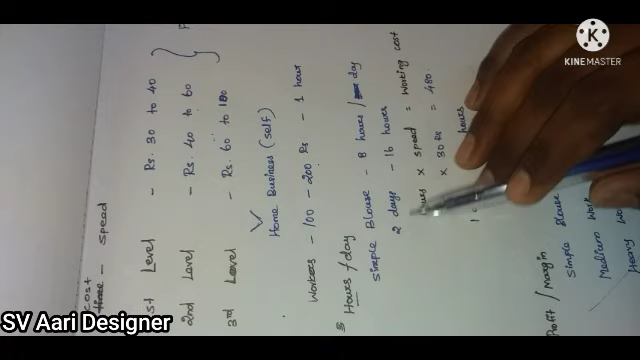 cost
time - speed
1st Level - Rs. 30 to 40
2nd Level - Rs. 40 to 60
3rd Level - Rs. 60 to 100
Home Business (self)
Workers - 100 - 200 Rs - 1 hour
Hours / day
Simple Blouse - 8 hours / day
2 days - 16 hours
x speed = working cost
x 30 Rs = 480.
hours
Profit / Margin
Simple Blouse
Medium Work
Heavy
SV Aari Designer
K
KINEMASTER